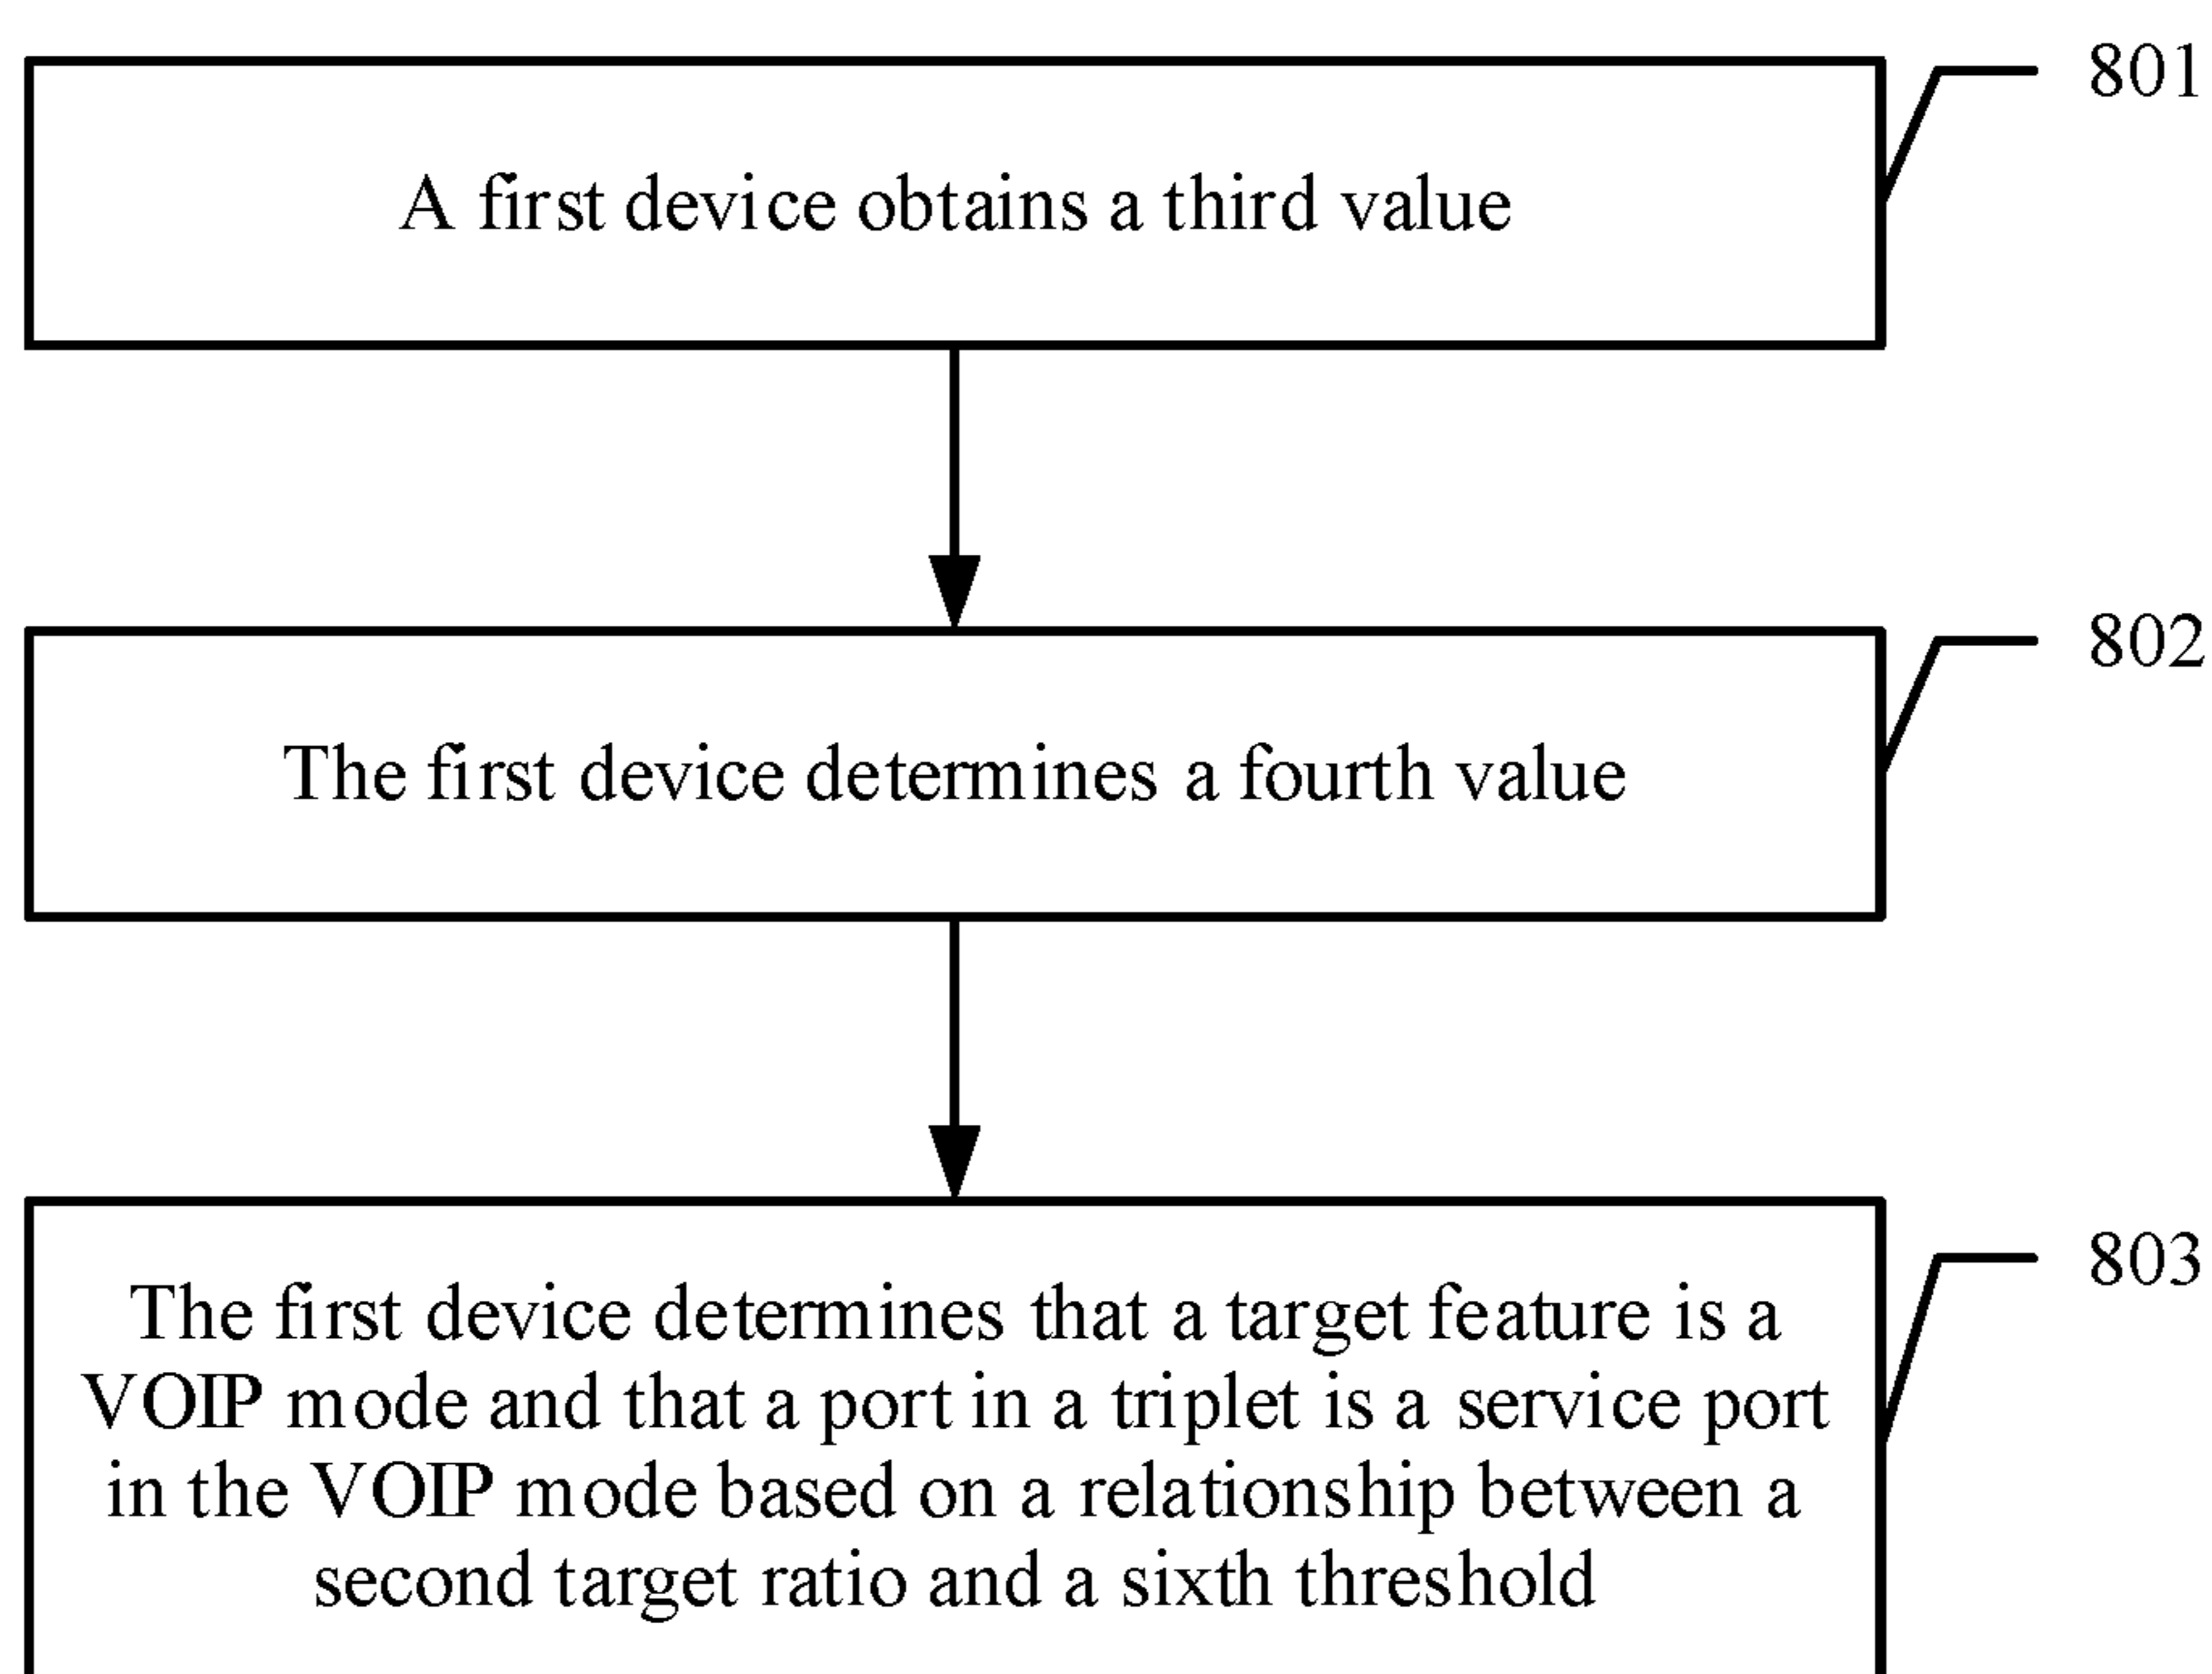 801
A first device obtains a third value
802
The first device determines a fourth value
803
The first device determines that a target feature is a
VOIP mode and that a port in a triplet is a service port
in the VOIP mode based on a relationship between a
second target ratio and a sixth threshold